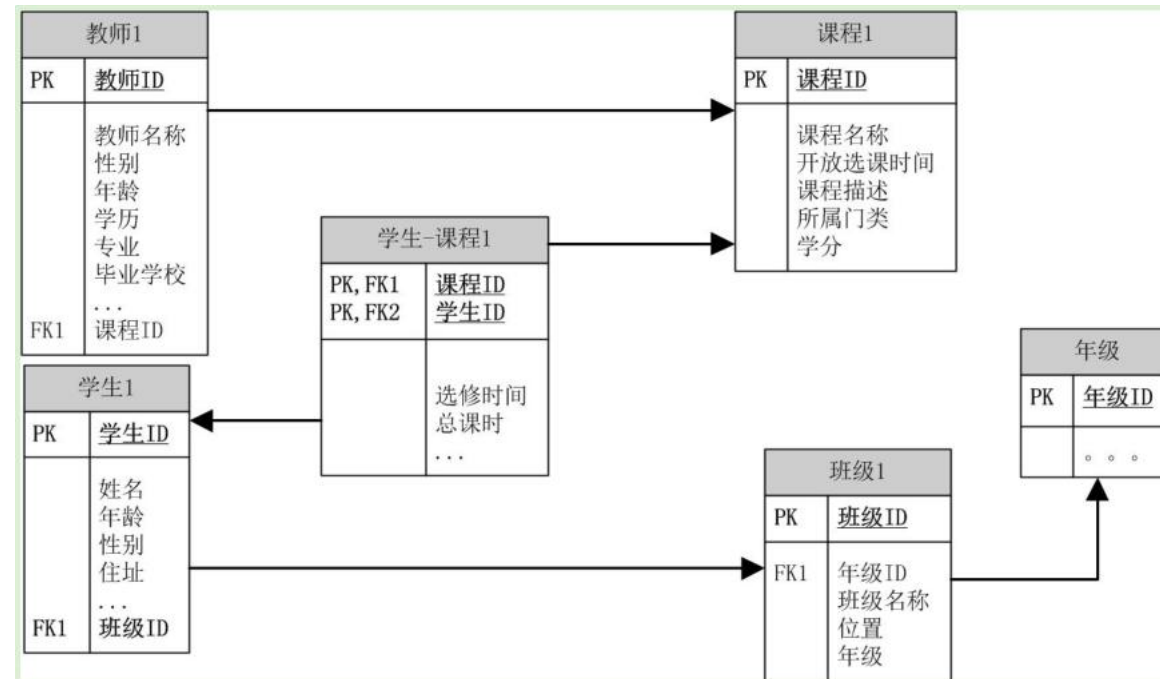 教师1
PK 教师ID
教师名称
性别
年龄
学历
专业
毕业学校
...
FK1 课程ID
课程1
PK 课程ID
课程名称
开放选课时间
课程描述
所属门类
学分
学生-课程1
PK,FK1 课程ID
PK,FK2 学生ID
选修时间
总课时
...
学生1
PK 学生ID
姓名
年龄
性别
住址
...
FK1 班级ID
班级1
PK 班级ID
FK1 年级ID
班级名称
位置
年级
年级
PK 年级ID
。。。